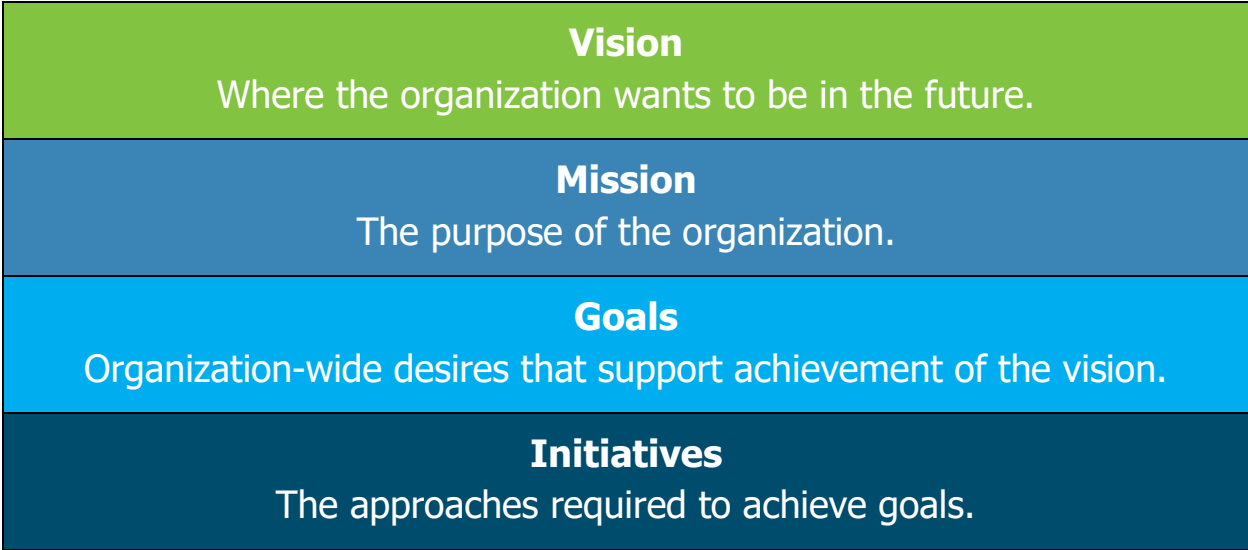 Vision
Where the organization wants to be in the future.
Mission
The purpose of the organization.
Goals
Organization-wide desires that support achievement of the vision.
Initiatives
The approaches required to achieve goals.